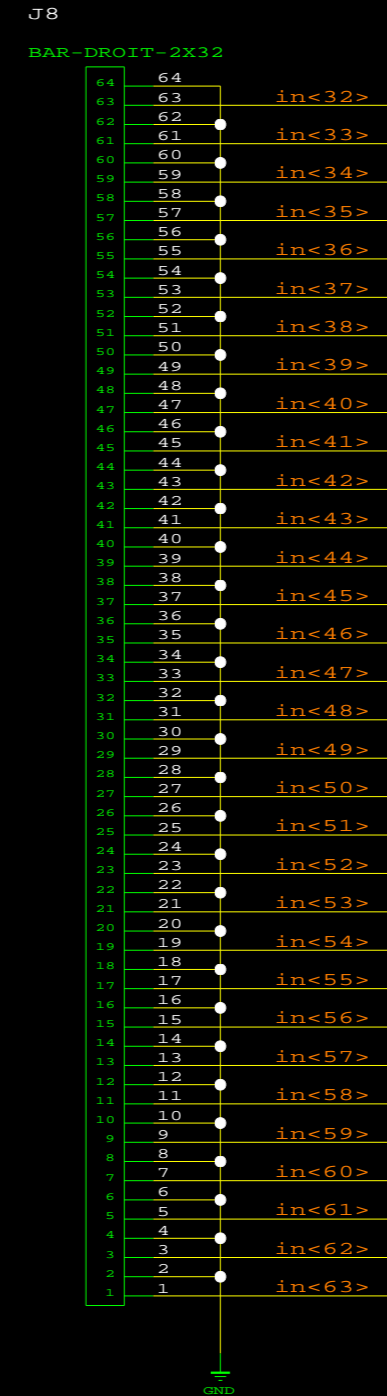 J8
BAR-DROIT-2X32
64 64
63 63 in<32>
62 62
61 61 in<33>
60 60
59 59 in<34>
58 58
57 57 in<35>
56 56
55 55 in<36>
54 54
53 53 in<37>
52 52
51 51 in<38>
50 50
49 49 in<39>
48 48
47 47 in<40>
46 46
45 45 in<41>
44 44
43 43 in<42>
42 42
41 41 in<43>
40 40
39 39 in<44>
38 38
37 37 in<45>
36 36
35 35 in<46>
34 34
33 33 in<47>
32 32
31 31 in<48>
30 30
29 29 in<49>
28 28
27 27 in<50>
26 26
25 25 in<51>
24 24
23 23 in<52>
22 22
21 21 in<53>
20 20
19 19 in<54>
18 18
17 17 in<55>
16 16
15 15 in<56>
14 14
13 13 in<57>
12 12
11 11 in<58>
10 10
9 9 in<59>
8 8
7 7 in<60>
6 6
5 5 in<61>
4 4
3 3 in<62>
2 2
1 1 in<63>
GND